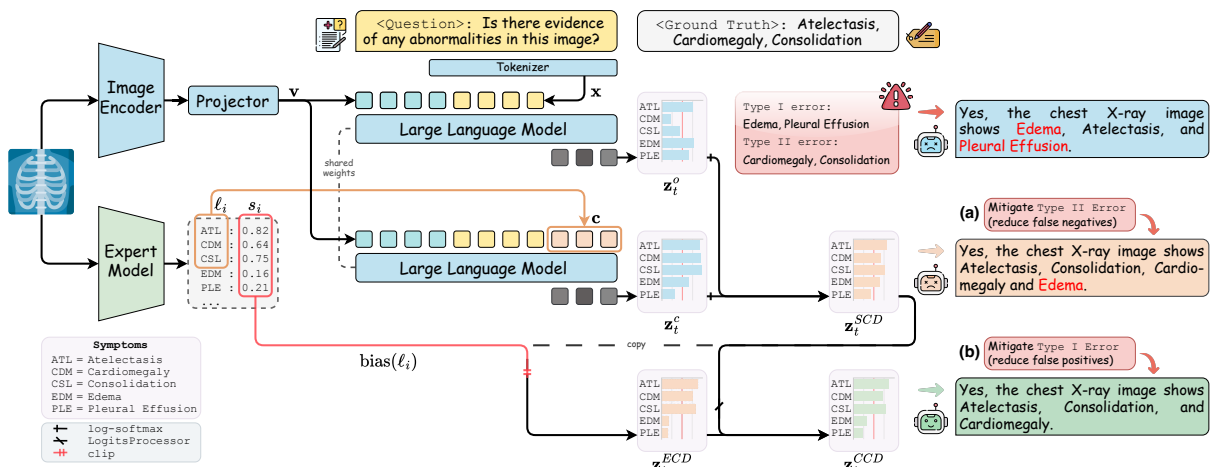 <Question>: Is there evidence
of any abnormalities in this image?
<Ground Truth>: Atelectasis,
Cardiomegaly, Consolidation
Tokenizer
Image
Encoder
Projector
v
x
Large Language Model
shared
weights
ATL
CDM
CSL
EDM
PLE
z_t^o
Type I error:
Edema, Pleural Effusion
Type II error:
Cardiomegaly, Consolidation
Yes, the chest X-ray image
shows Edema, Atelectasis, and
Pleural Effusion.
Expert
Model
ℓ_i s_i
ATL : 0.82
CDM : 0.64
CSL : 0.75
EDM : 0.16
PLE : 0.21
...
c
Large Language Model
ATL
CDM
CSL
EDM
PLE
z_t^c
ATL
CDM
CSL
EDM
PLE
z_t^{SCD}
(a)
Mitigate Type II Error
(reduce false negatives)
Yes, the chest X-ray image shows
Atelectasis, Consolidation, Cardio-
megaly and Edema.
Symptoms
ATL = Atelectasis
CDM = Cardiomegaly
CSL = Consolidation
EDM = Edema
PLE = Pleural Effusion
log-softmax
LogitsProcessor
clip
bias(ℓ_i)
copy
ATL
CDM
CSL
EDM
PLE
z_t^{ECD}
ATL
CDM
CSL
EDM
PLE
z_t^{CCD}
(b)
Mitigate Type I Error
(reduce false positives)
Yes, the chest X-ray image shows
Atelectasis, Consolidation, and
Cardiomegaly.